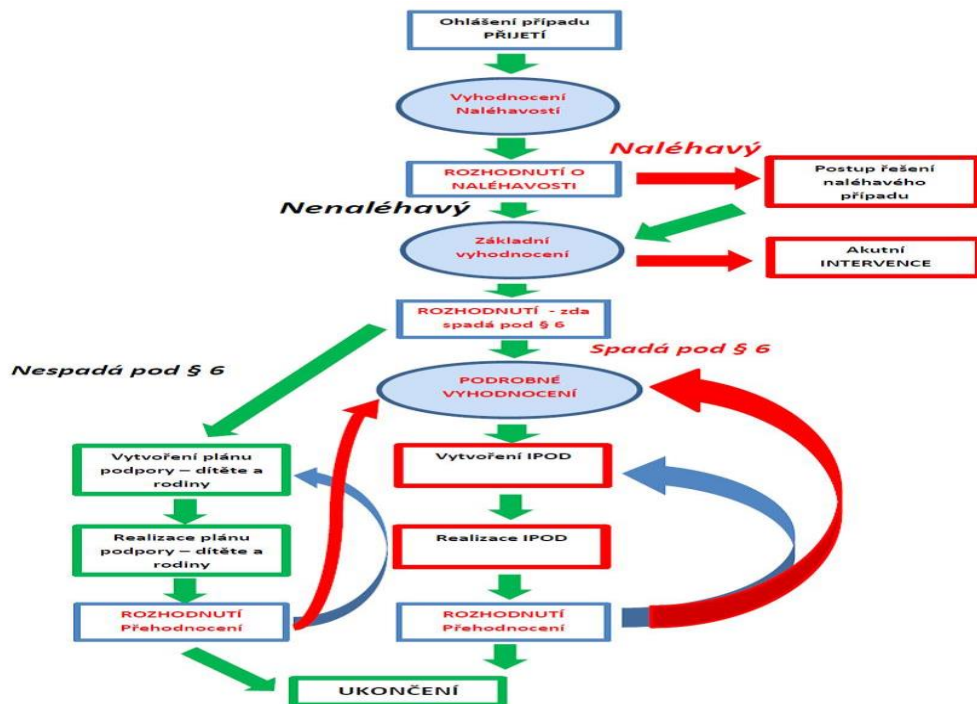 Ohlášení případu
PŘIJETÍ
Vyhodnocení
Naléhavostí
Naléhavý
ROZHODNUTÍ O
NALÉHAVOSTI
Postup řešení
naléhavého
případu
Nenaléhavý
Základní
vyhodnocení
Akutní
INTERVENCE
ROZHODNUTÍ - zda
spadá pod § 6
Spadá pod § 6
Nespadá pod § 6
PODROBNÉ
VYHODNOCENÍ
Vytvoření plánu
podpory – dítěte a
rodiny
Vytvoření IPOD
Realizace plánu
podpory – dítěte a
rodiny
Realizace IPOD
ROZHODNUTÍ
Přehodnocení
ROZHODNUTÍ
Přehodnocení
UKONČENÍ